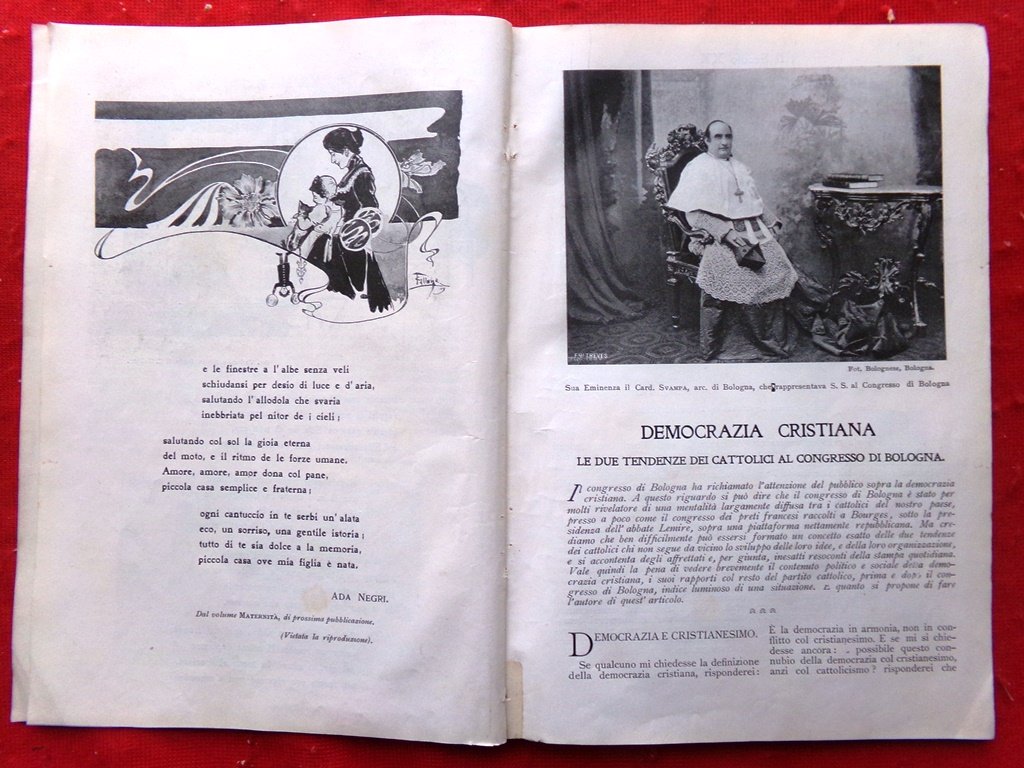 e le finestre a l'albe senza veli
schiudansi per desio di luce e d'aria,
salutando l'allodola che svaria
inebbriata pel nitor de i cieli;
salutando col sol la gioia eterna
del moto, e il ritmo de le forze umane.
Amore, amore, amor dona col pane,
piccola casa semplice e fraterna;
ogni cantuccio in te serbi un'alata
eco, un sorriso, una gentile istoria;
tutto di te sia dolce a la memoria,
piccola casa ove mia figlia è nata.
ADA NEGRI.
Dal volume MATERNITÀ, di prossima pubblicazione.
(Vietata la riproduzione).
Fot. Bolognese, Bologna.
Sua Eminenza il Card. SVAMPA, arc. di Bologna, che rappresentava S. S. al Congresso di Bologna
DEMOCRAZIA CRISTIANA
LE DUE TENDENZE DEI CATTOLICI AL CONGRESSO DI BOLOGNA.
Il congresso di Bologna ha richiamato l'attenzione del pubblico sopra la democrazia
cristiana. A questo riguardo si può dire che il congresso di Bologna è stato per
molti rivelatore di una mentalità largamente diffusa tra i cattolici del nostro paese,
presso a poco come il congresso dei preti francesi raccolti a Bourges, sotto la pre-
sidenza dell'abbate Lemire, sopra una piattaforma nettamente repubblicana. Ma cre-
diamo che ben difficilmente può essersi formato un concetto esatto delle due tendenze
dei cattolici chi non segue da vicino lo sviluppo delle loro idee, e della loro organizzazione,
e si accontenta degli affrettati e, per giunta, inesatti resoconti della stampa quotidiana.
Vale quindi la pena di vedere brevemente il contenuto politico e sociale della demo-
crazia cristiana, i suoi rapporti col resto del partito cattolico, prima e dopo il con-
gresso di Bologna, indice luminoso di una situazione. E quanto si propone di fare
l'autore di quest'articolo.
DEMOCRAZIA E CRISTIANESIMO.
Se qualcuno mi chiedesse la definizione
della democrazia cristiana, risponderei:
È la democrazia in armonia, non in con-
flitto col cristianesimo. E se mi si chie-
desse ancora: possibile questo con-
nubio della democrazia col cristianesimo,
anzi col cattolicismo? risponderei che